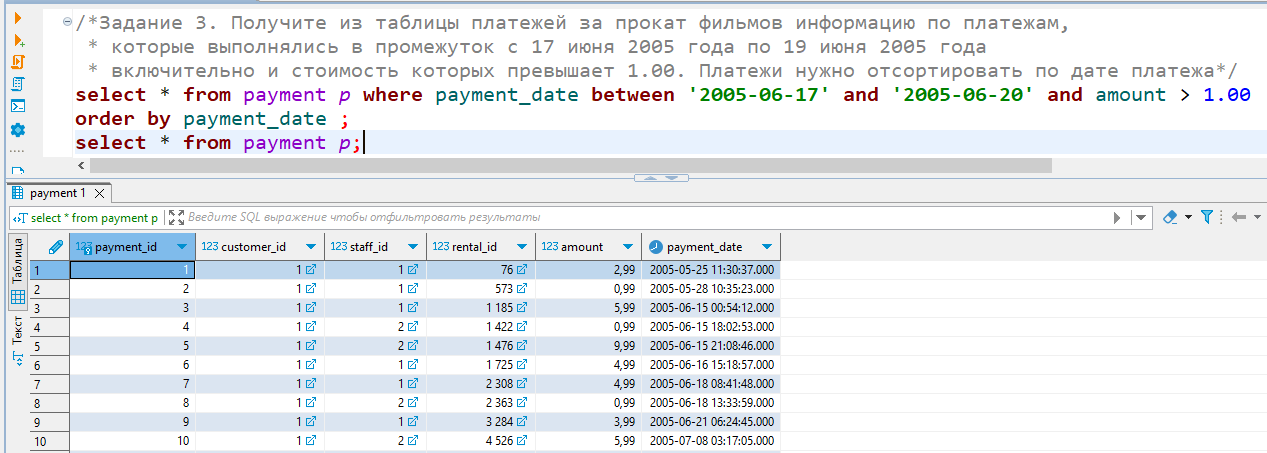 /*Задание 3. Получите из таблицы платежей за прокат фильмов информацию по платежам,
* которые выполнялись в промежуток с 17 июня 2005 года по 19 июня 2005 года
* включительно и стоимость которых превышает 1.00. Платежи нужно отсортировать по дате платежа*/
select * from payment p where payment_date between '2005-06-17' and '2005-06-20' and amount > 1.00
order by payment_date ;
select * from payment p;
payment 1
select * from payment p Введите SQL выражение чтобы отфильтровать результаты
Таблица
Текст
123 payment_id 123 customer_id 123 staff_id 123 rental_id 123 amount payment_date
1 1 1 1 76 2,99 2005-05-25 11:30:37.000
2 2 1 1 573 0,99 2005-05-28 10:35:23.000
3 3 1 1 1 185 5,99 2005-06-15 00:54:12.000
4 4 1 2 1 422 0,99 2005-06-15 18:02:53.000
5 5 1 2 1 476 9,99 2005-06-15 21:08:46.000
6 6 1 1 1 725 4,99 2005-06-16 15:18:57.000
7 7 1 1 2 308 4,99 2005-06-18 08:41:48.000
8 8 1 2 2 363 0,99 2005-06-18 13:33:59.000
9 9 1 1 3 284 3,99 2005-06-21 06:24:45.000
10 10 1 2 4 526 5,99 2005-07-08 03:17:05.000